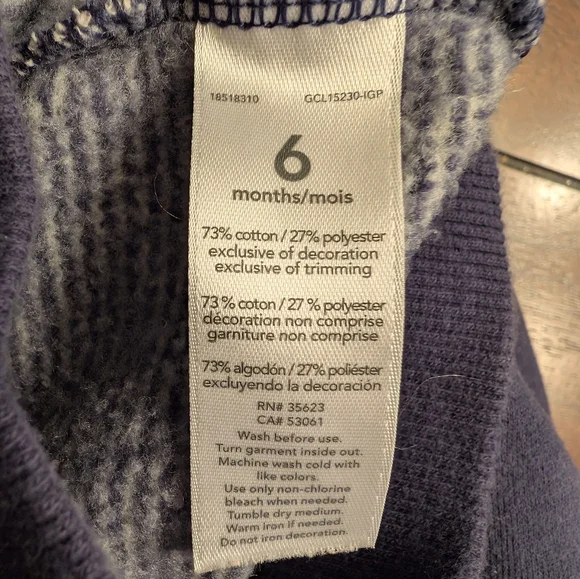 18518310 GCL15230-IGP
6
months/mois
73% cotton / 27% polyester
exclusive of decoration
exclusive of trimming
73 % coton / 27 % polyester
décoration non comprise
garniture non comprise
73% algodón / 27% poliéster
excluyendo la decoración
RN# 35623
CA# 53061
Wash before use.
Turn garment inside out.
Machine wash cold with
like colors.
Use only non-chlorine
bleach when needed.
Tumble dry medium.
Warm iron if needed.
Do not iron decoration.